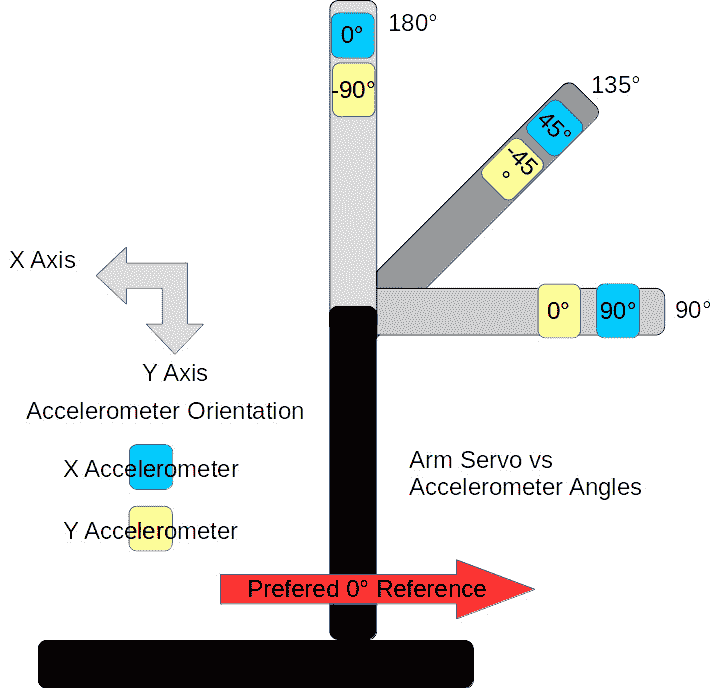 0°
180°
-90°
135°
45°
-45
°
X Axis
0°
90°
90°
Y Axis
Accelerometer Orientation
X Accelerometer
Y Accelerometer
Arm Servo vs
Accelerometer Angles
Prefered 0° Reference